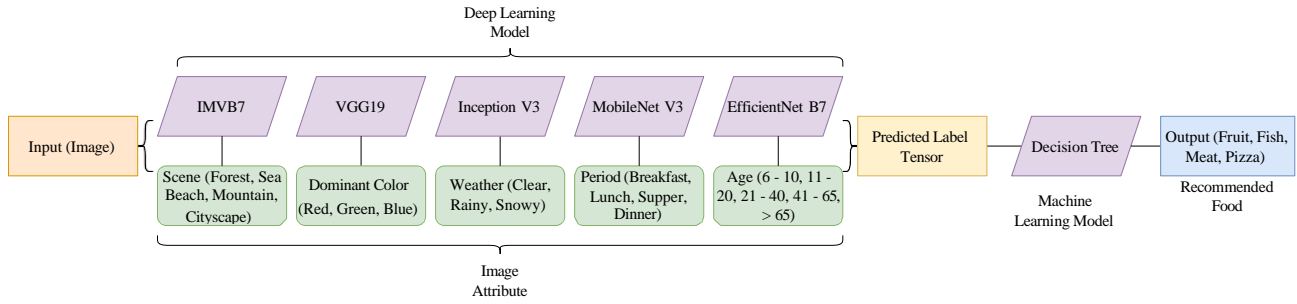 Deep Learning
Model
IMVB7
VGG19
Inception V3
MobileNet V3
EfficientNet B7
Input (Image)
Predicted Label
Tensor
Decision Tree
Output (Fruit, Fish,
Meat, Pizza)
Scene (Forest, Sea
Beach, Mountain,
Cityscape)
Dominant Color
(Red, Green, Blue)
Weather (Clear,
Rainy, Snowy)
Period (Breakfast,
Lunch, Supper,
Dinner)
Age (6 - 10, 11 -
20, 21 - 40, 41 - 65,
> 65)
Machine
Learning Model
Recommended
Food
Image
Attribute